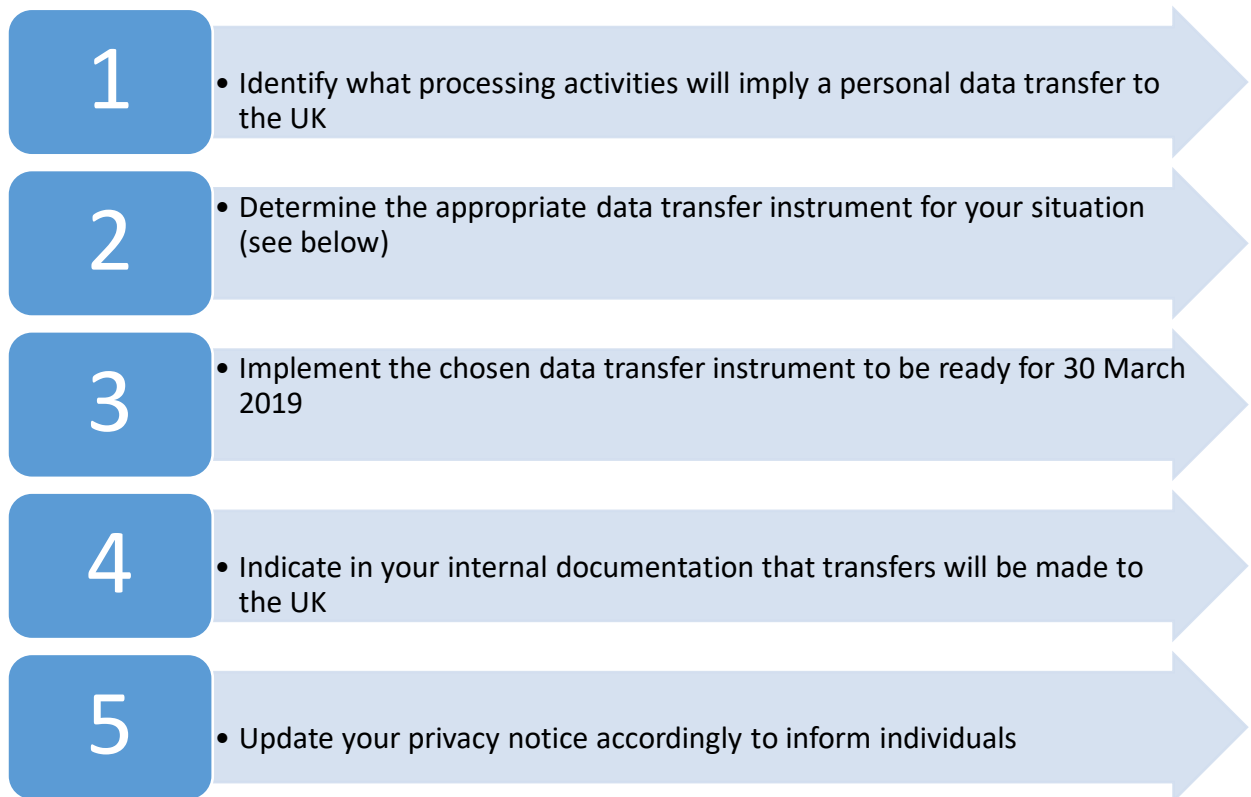 1
• Identify what processing activities will imply a personal data transfer to
the UK
2
• Determine the appropriate data transfer instrument for your situation
(see below)
3
• Implement the chosen data transfer instrument to be ready for 30 March
2019
4
• Indicate in your internal documentation that transfers will be made to
the UK
5
• Update your privacy notice accordingly to inform individuals